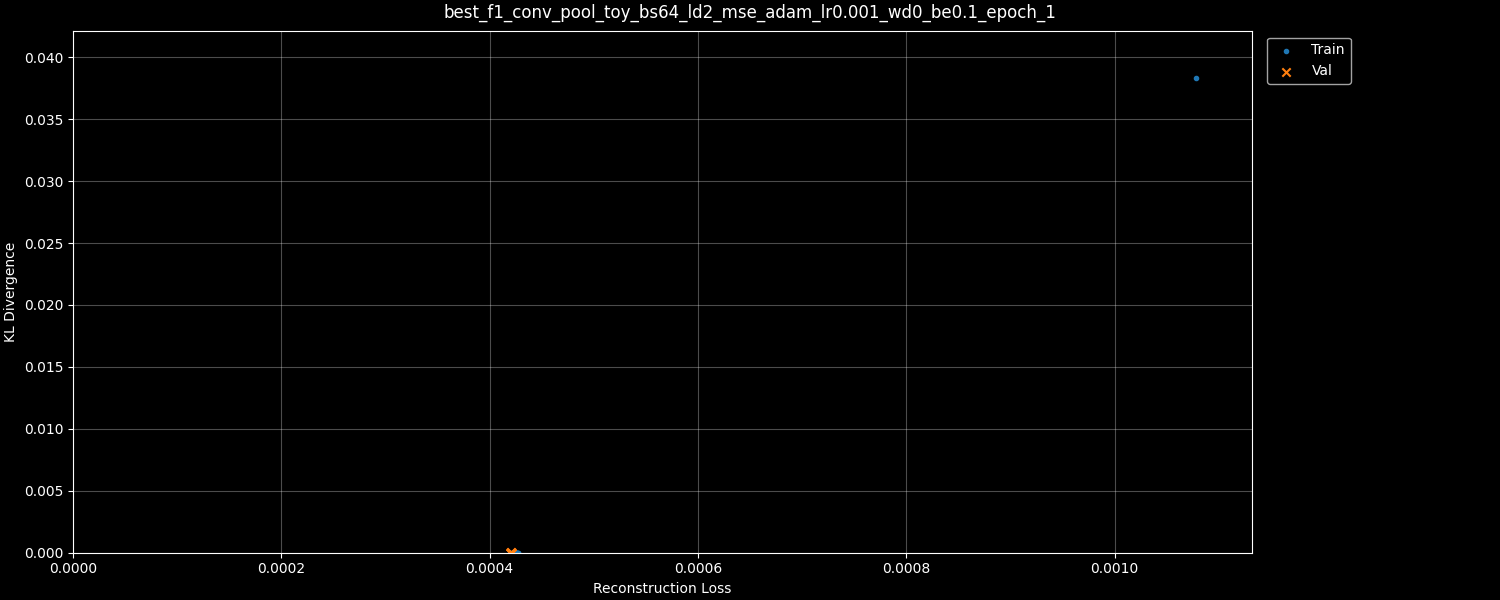 best_f1_conv_pool_toy_bs64_ld2_mse_adam_lr0.001_wd0_be0.1_epoch_1
Train
Val
0.040
0.035
0.030
0.025
0.020
0.015
0.010
0.005
0.000
KL Divergence
0.0000 0.0002 0.0004 0.0006 0.0008 0.0010
Reconstruction Loss